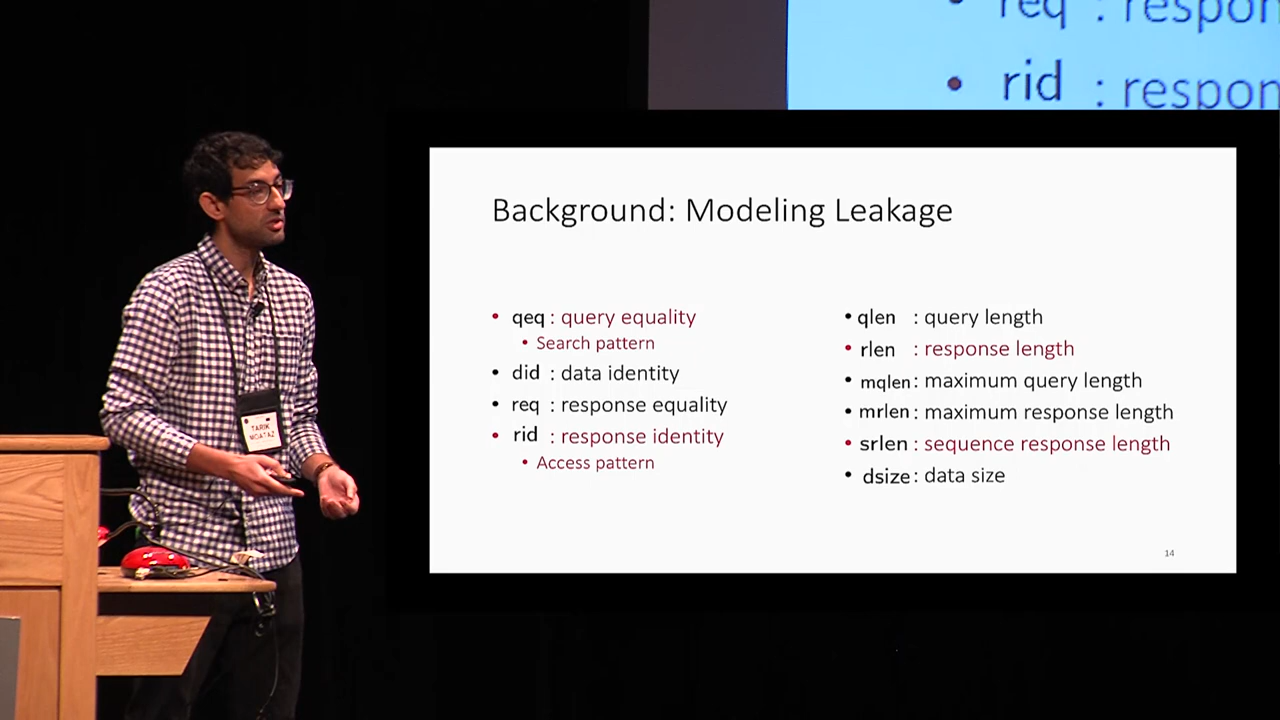 req : respon
• rid : respon
Background: Modeling Leakage
• qeq : query equality
• Search pattern
• did : data identity
• req : response equality
• rid : response identity
• Access pattern
• qlen : query length
• rlen : response length
• mqlen : maximum query length
• mrlen : maximum response length
• srlen : sequence response length
• dsize : data size
14
TARIK
MOATAZ